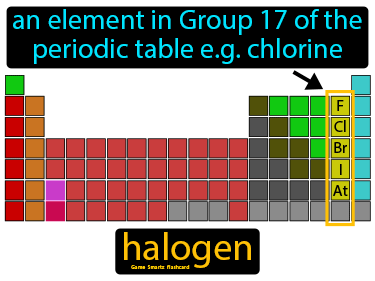 an element in Group 17 of the
periodic table e.g. chlorine
F
Cl
Br
I
At
halogen
Game Smartz Flashcard